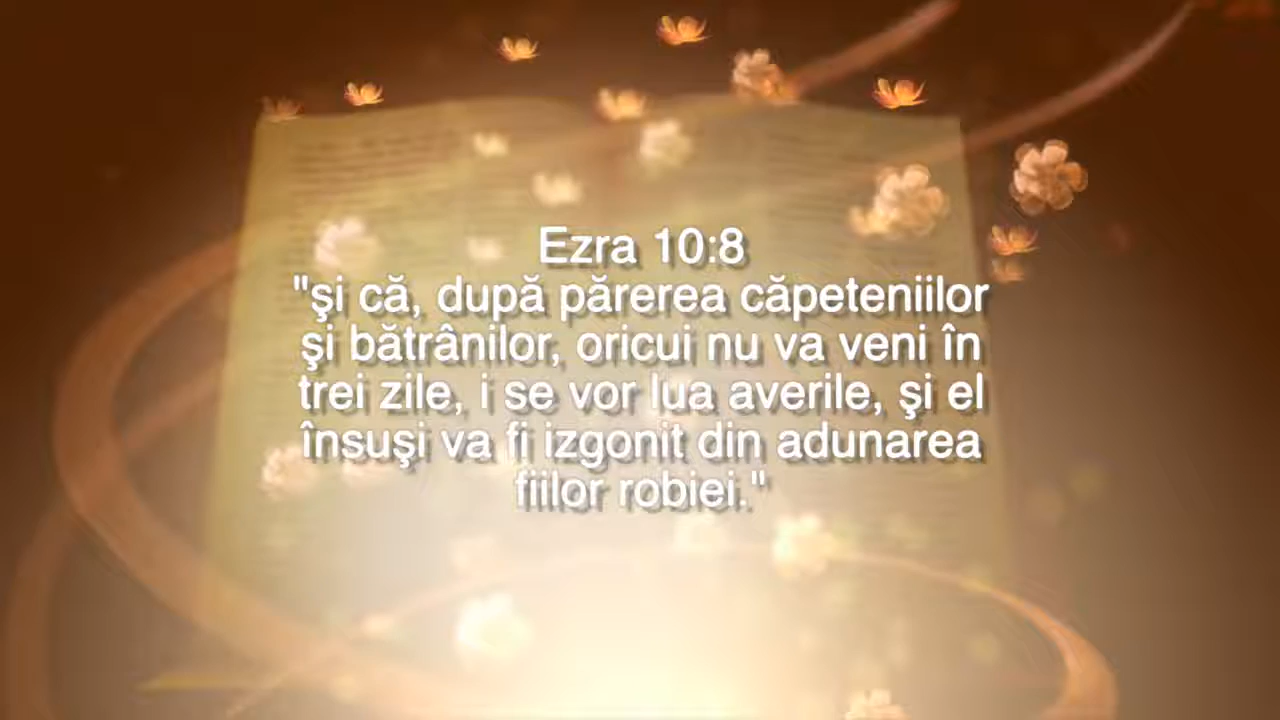 Ezra 10:8
"şi că, după părerea căpeteniilor
şi bătrânilor, oricui nu va veni în
trei zile, i se vor lua averile, şi el
însuşi va fi izgonit din adunarea
fiilor robiei."